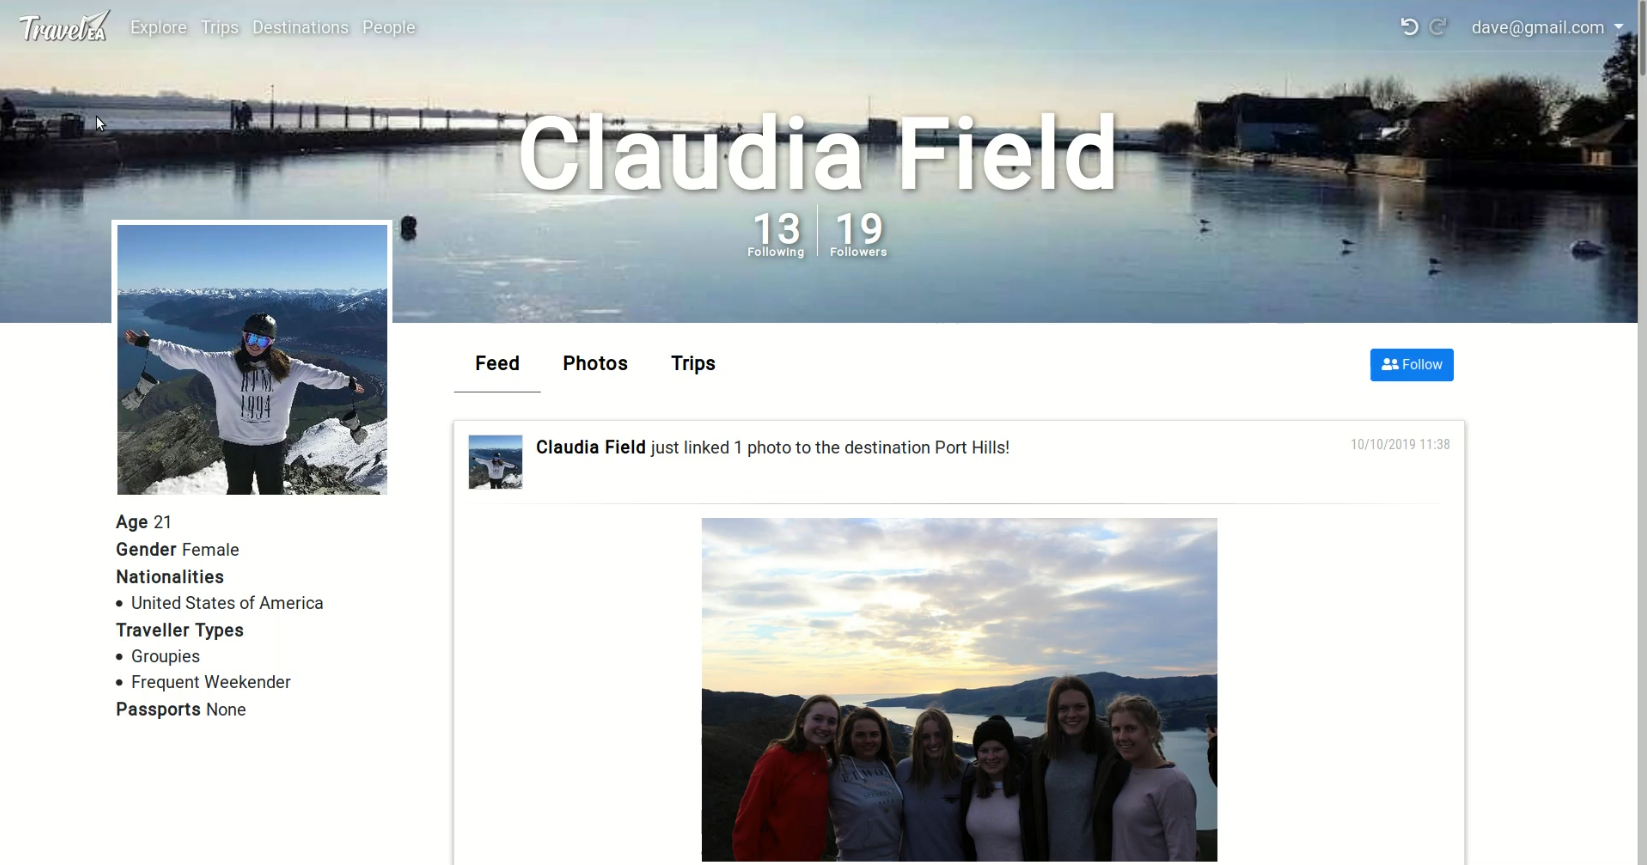 TravelEA Explore Trips Destinations People dave@gmail.com
Claudia Field
13 19
Following Followers
Feed Photos Trips Follow
Claudia Field just linked 1 photo to the destination Port Hills!
10/10/2019 11:38
1994
Age 21
Gender Female
Nationalities
• United States of America
Traveller Types
• Groupies
• Frequent Weekender
Passports None